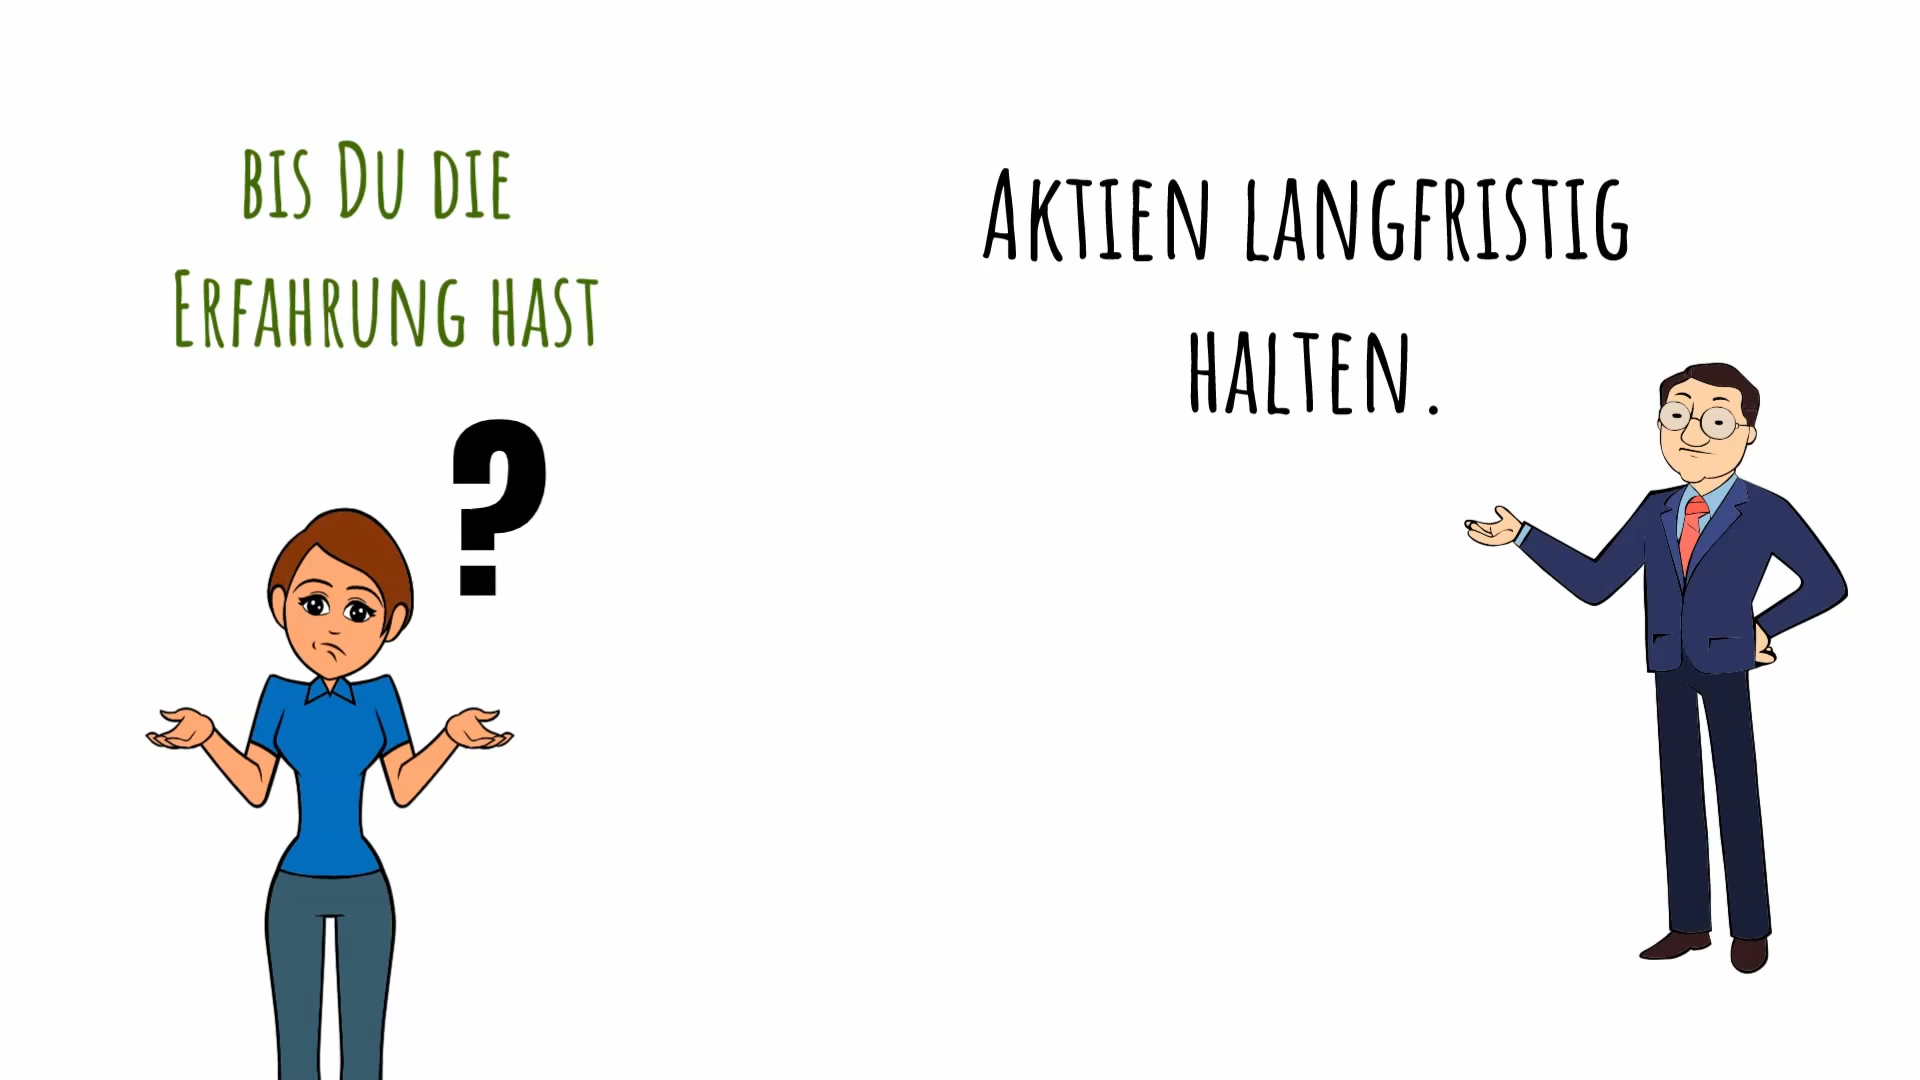 bis Du die
Erfahrung hast
?
Aktien langfristig
halten.